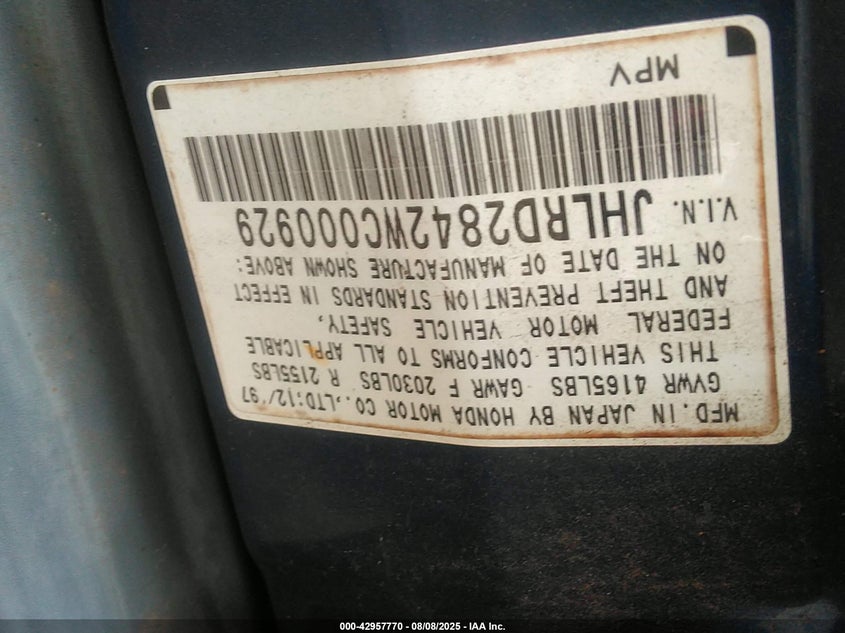 MFD. IN JAPAN BY HONDA MOTOR CO., LTD:12/'97
GVWR 4165LBS GAWR F 2030LBS R 2155LBS
THIS VEHICLE CONFORMS TO ALL APPLICABLE
FEDERAL MOTOR VEHICLE SAFETY,
AND THEFT PREVENTION STANDARDS IN EFFECT
ON THE DATE OF MANUFACTURE SHOWN ABOVE:
V.I.N. JHLRD2842WC000929
MPV
000-42957770 - 08/08/2025 - IAA Inc.